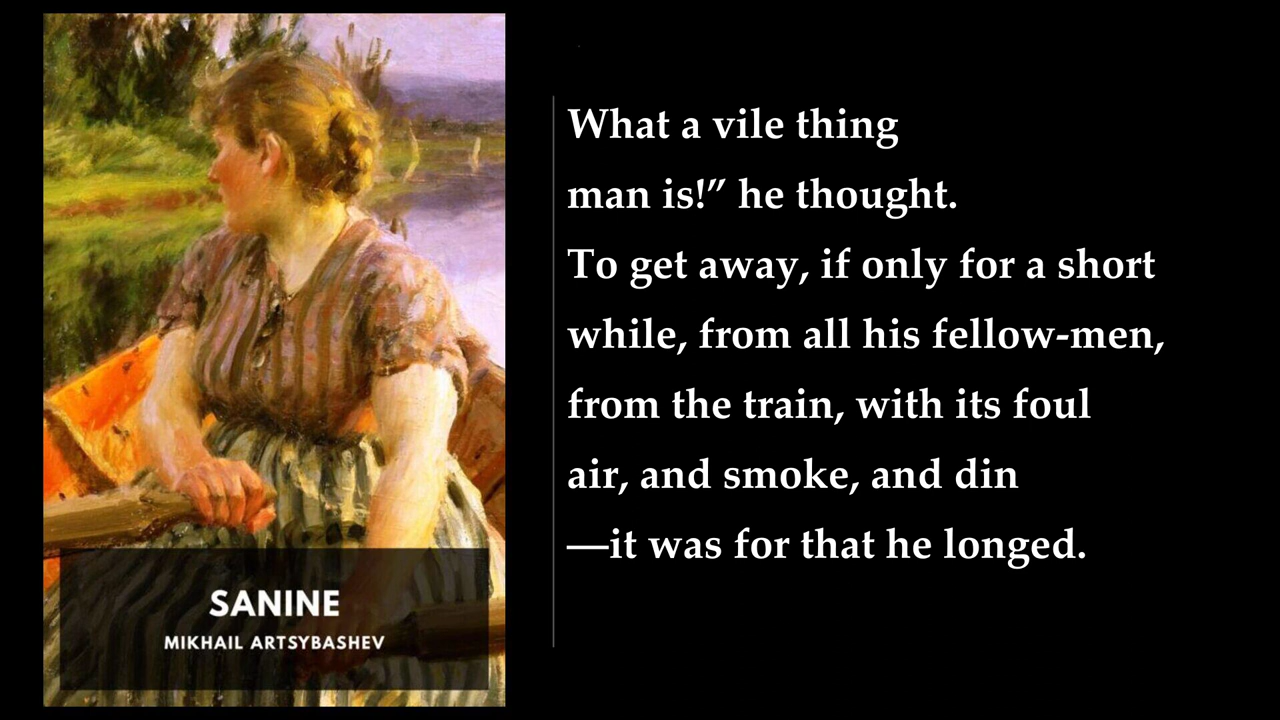 What a vile thing
man is!” he thought.
To get away, if only for a short
while, from all his fellow-men,
from the train, with its foul
air, and smoke, and din
—it was for that he longed.
SANINE
MIKHAIL ARTSYBASHEV